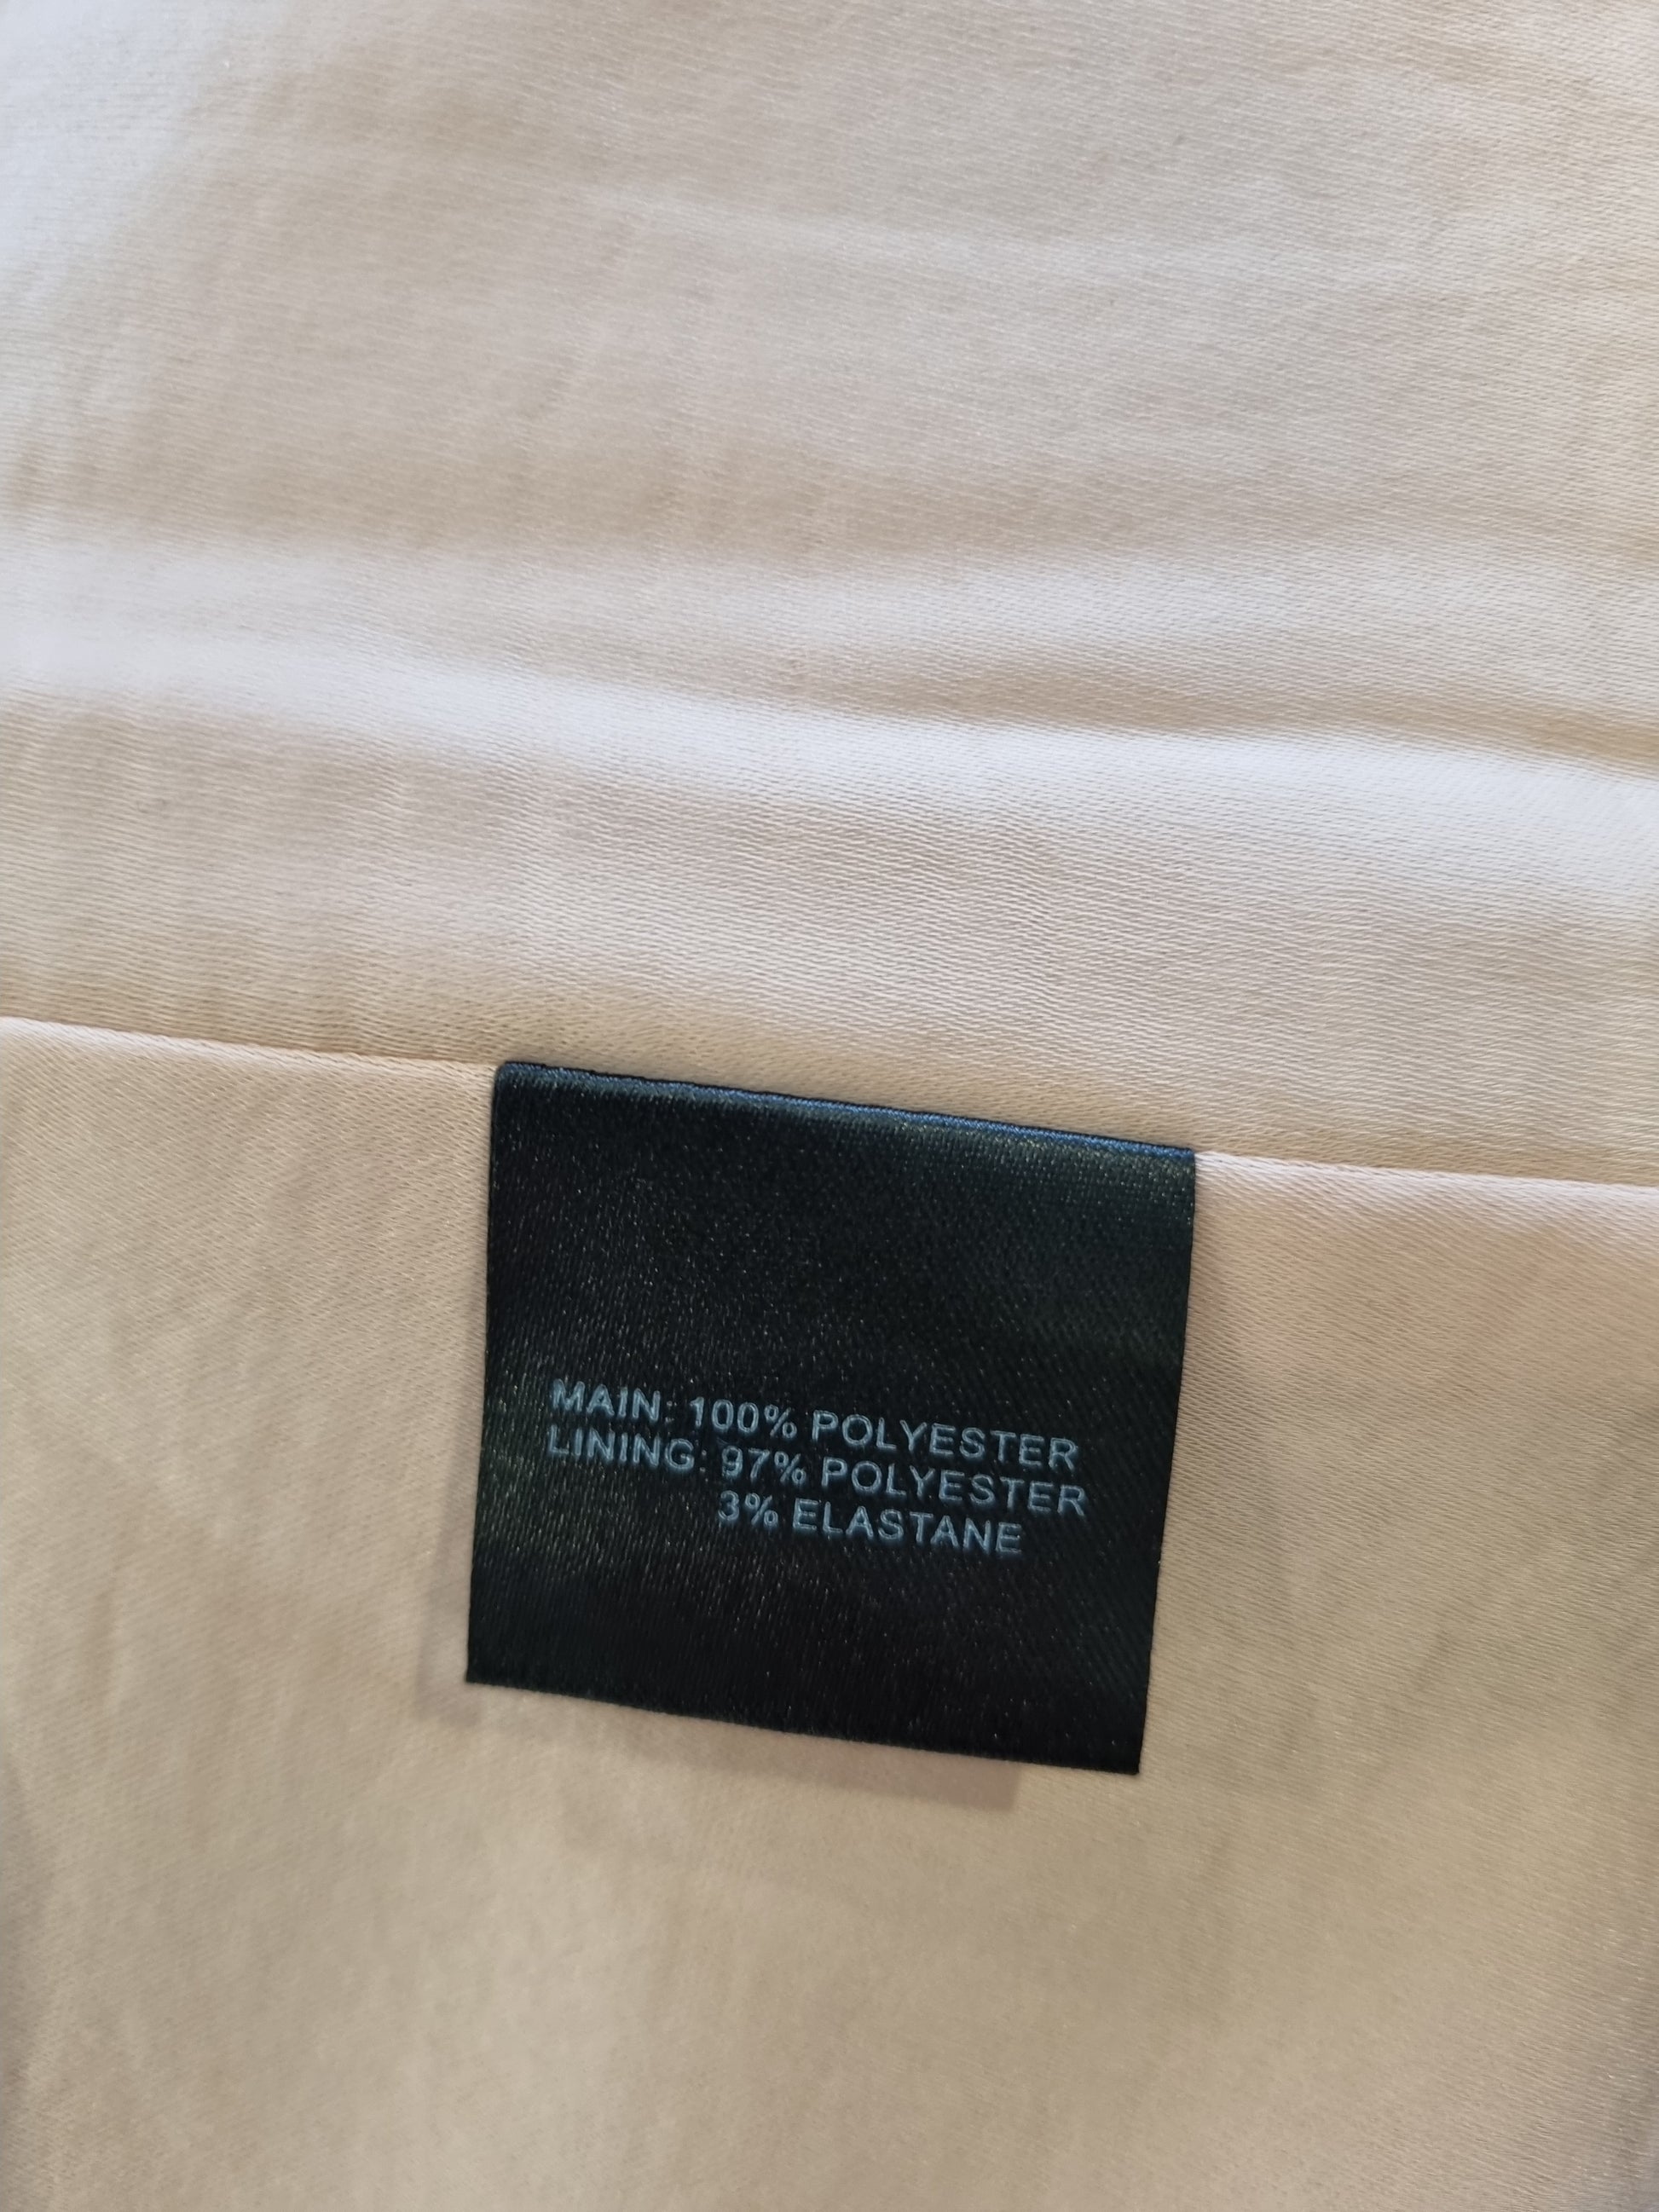 MAIN: 100% POLYESTER
LINING: 97% POLYESTER
3% ELASTANE